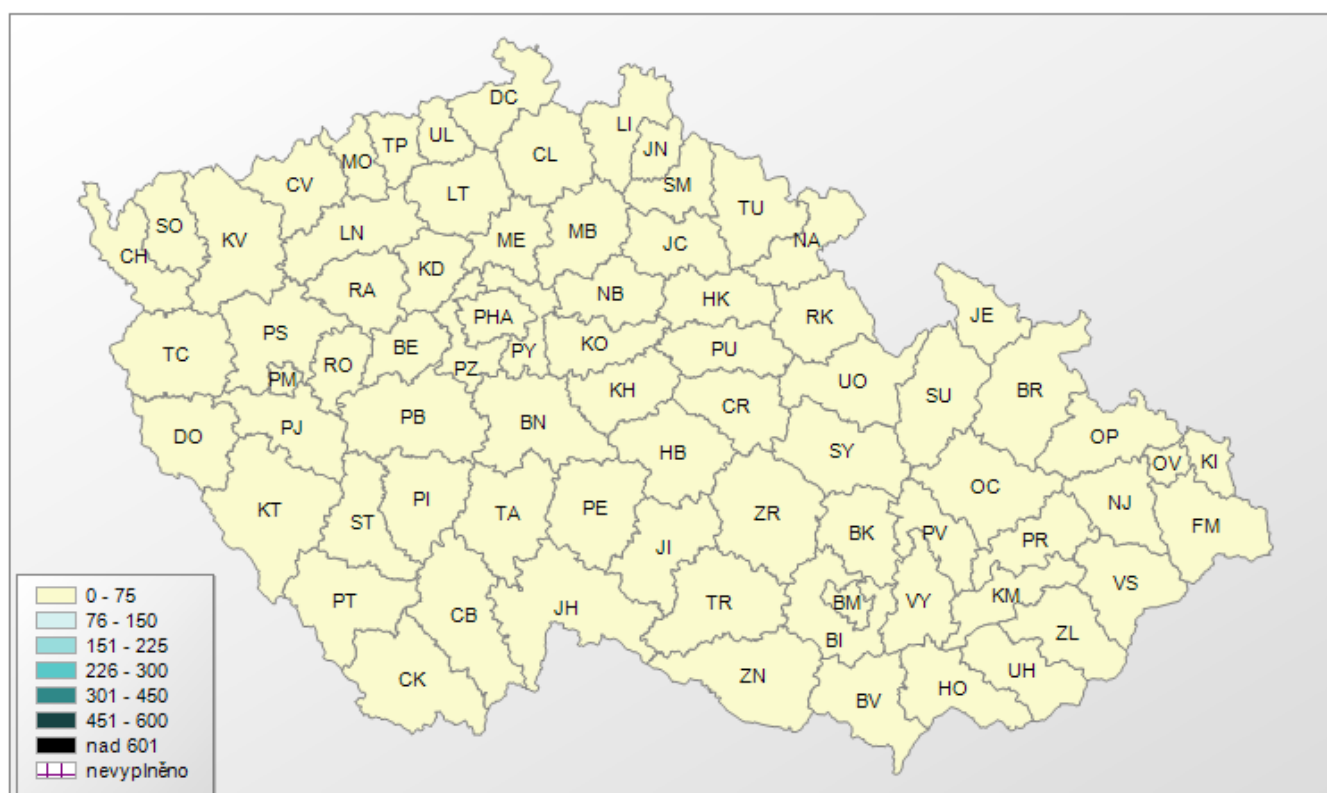 DC
LI
UL
TP
JN
MO
CL
CV
SM
LT
TU
SO
LN
ME
MB
JC
NA
KV
CH
KD
RA
NB
HK
JE
PS
PHA
RK
TC
RO
BE
PZ
PY
KO
PU
PM
UO
KH
SU
BR
CR
PB
BN
DO
PJ
OP
HB
SY
OV
KI
OC
KT
ST
PI
TA
PE
ZR
NJ
FM
BK
PV
JI
PR
VS
PT
CB
JH
TR
BM
VY
KM
BI
ZL
CK
ZN
UH
BV
HO
0 - 75
76 - 150
151 - 225
226 - 300
301 - 450
451 - 600
nad 601
nevyplněno